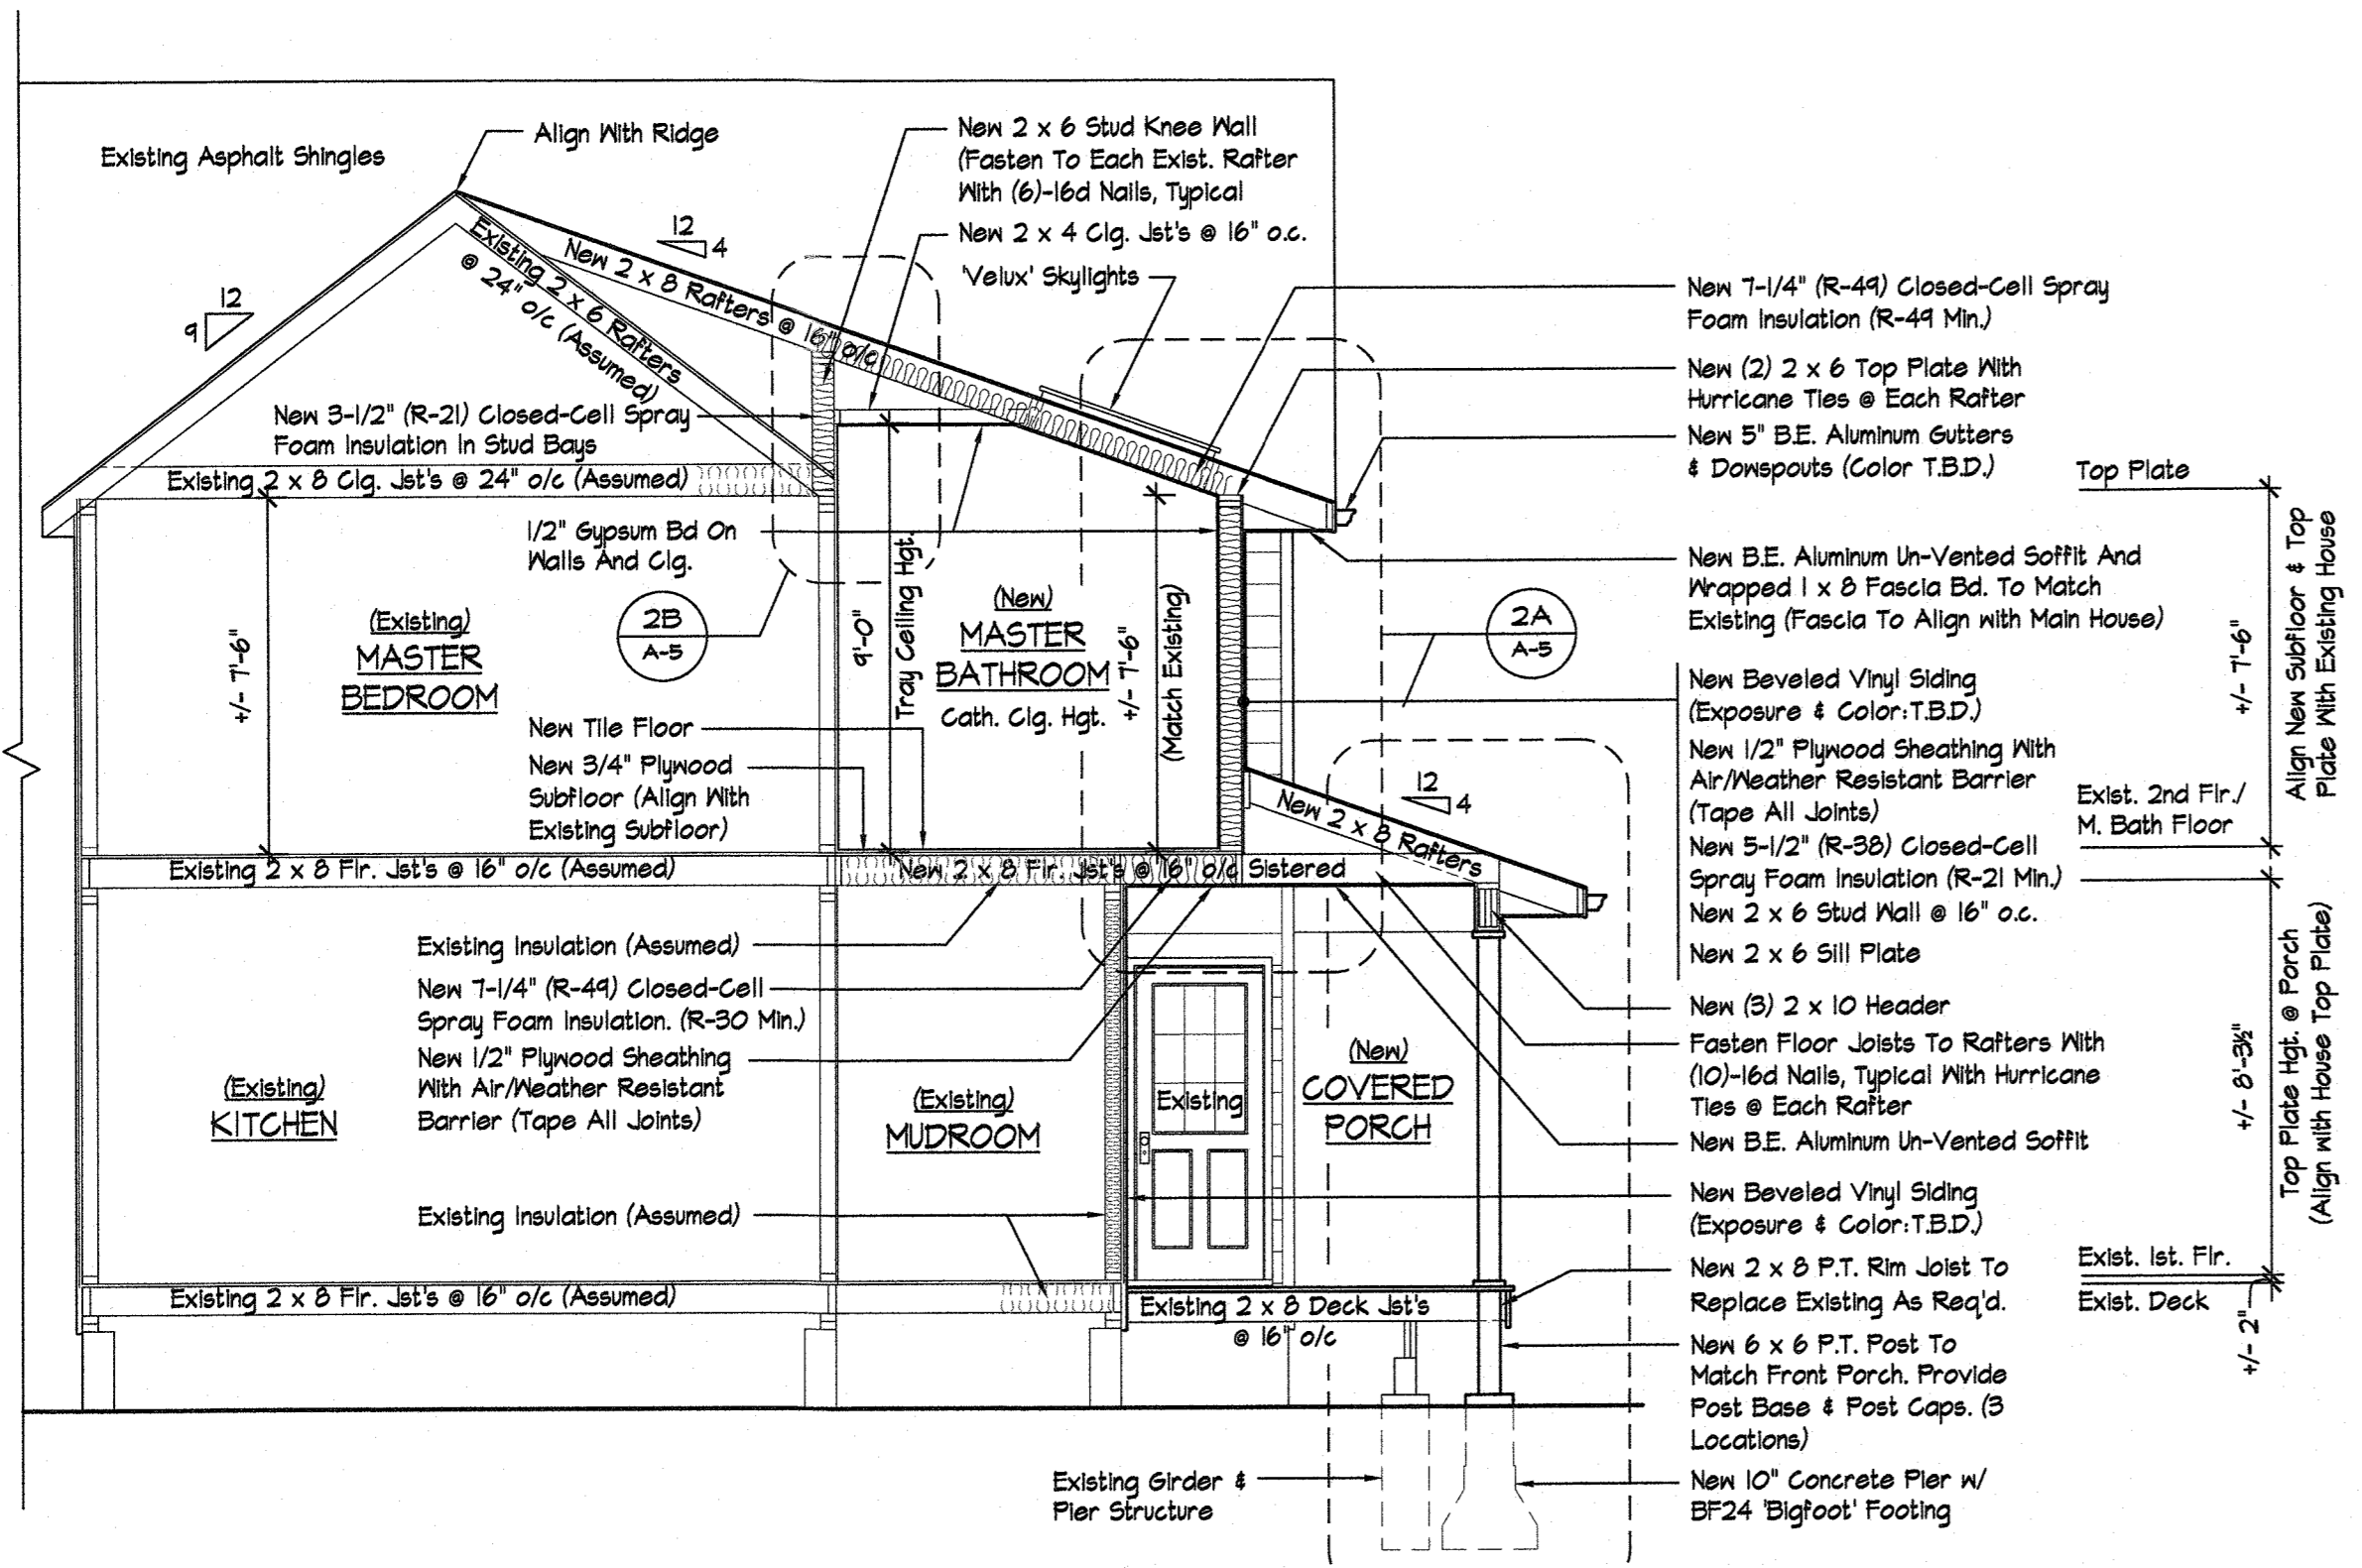 Existing Asphalt Shingles
Align With Ridge
New 2 x 6 Stud Knee Wall
(Fasten To Each Exist. Rafter
With (6)-16d Nails, Typical
New 2 x 4 Clg. Jst's @ 16" o.c.
'Velux' Skylights
12
4
12
9
Existing 2 x 6 Rafters
@ 24" o/c (Assumed)
New 2 x 8 Rafters @ 16" o/c
New 3-1/2" (R-21) Closed-Cell Spray
Foam Insulation In Stud Bays
Existing 2 x 8 Clg. Jst's @ 24" o/c (Assumed)
1/2" Gypsum Bd On
Walls And Clg.
2B
A-5
(Existing)
MASTER
BEDROOM
+/- 7'-6"
9'-0"
Tray Ceiling Hgt.
(New)
MASTER
BATHROOM
Cath. Clg. Hgt.
+/- 7'-6"
(Match Existing)
New Tile Floor
New 3/4" Plywood
Subfloor (Align With
Existing Subfloor)
Existing 2 x 8 Flr. Jst's @ 16" o/c (Assumed)
New 2 x 8 Flr. Jst's @ 16" o/c Sistered
Existing Insulation (Assumed)
New 7-1/4" (R-49) Closed-Cell
Spray Foam Insulation. (R-30 Min.)
New 1/2" Plywood Sheathing
With Air/Weather Resistant
Barrier (Tape All Joints)
(Existing)
KITCHEN
(Existing)
MUDROOM
Existing
(New)
COVERED
PORCH
12
4
New 2 x 8 Rafters
Existing Insulation (Assumed)
Existing 2 x 8 Flr. Jst's @ 16" o/c (Assumed)
Existing 2 x 8 Deck Jst's
@ 16" o/c
Existing Girder &
Pier Structure
New 7-1/4" (R-49) Closed-Cell Spray
Foam Insulation (R-49 Min.)
New (2) 2 x 6 Top Plate With
Hurricane Ties @ Each Rafter
New 5" B.E. Aluminum Gutters
& Dowspouts (Color T.B.D.)
New B.E. Aluminum Un-Vented Soffit And
Wrapped 1 x 8 Fascia Bd. To Match
Existing (Fascia To Align with Main House)
2A
A-5
New Beveled Vinyl Siding
(Exposure & Color:T.B.D.)
New 1/2" Plywood Sheathing With
Air/Weather Resistant Barrier
(Tape All Joints)
New 5-1/2" (R-38) Closed-Cell
Spray Foam Insulation (R-21 Min.)
New 2 x 6 Stud Wall @ 16" o.c.
New 2 x 6 Sill Plate
New (3) 2 x 10 Header
Fasten Floor Joists To Rafters With
(10)-16d Nails, Typical With Hurricane
Ties @ Each Rafter
New B.E. Aluminum Un-Vented Soffit
New Beveled Vinyl Siding
(Exposure & Color:T.B.D.)
New 2 x 8 P.T. Rim Joist To
Replace Existing As Req'd.
New 6 x 6 P.T. Post To
Match Front Porch. Provide
Post Base & Post Caps. (3
Locations)
New 10" Concrete Pier w/
BF24 'Bigfoot' Footing
Top Plate
+/- 7'-6"
Align New Subfloor & Top
Plate With Existing House
Exist. 2nd Flr./
M. Bath Floor
+/- 8'-3½"
Top Plate Hgt. @ Porch
(Align with House Top Plate)
Exist. 1st. Flr.
Exist. Deck
+/- 2"